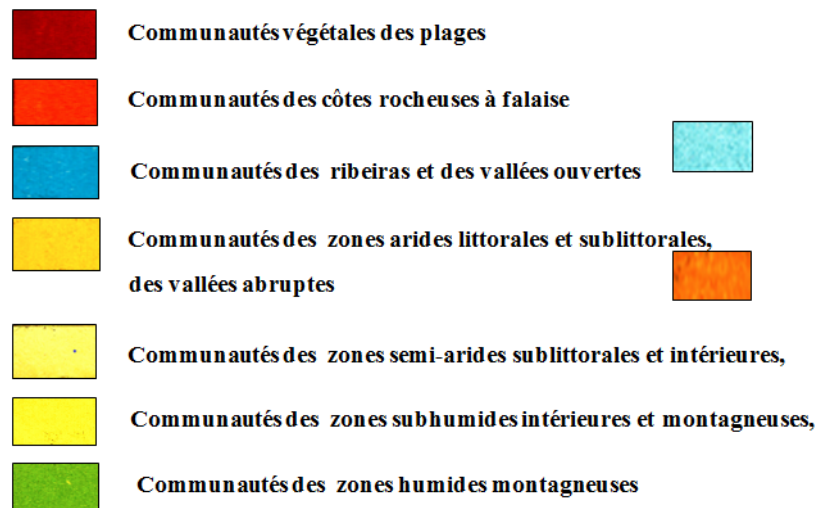 Communautés végétales des plages
Communautés des côtes rocheuses à falaise
Communautés des ribeiras et des vallées ouvertes
Communautés des zones arides littorales et sublittorales,
des vallées abruptes
Communautés des zones semi-arides sublittorales et intérieures,
Communautés des zones subhumides intérieures et montagneuses,
Communautés des zones humides montagneuses